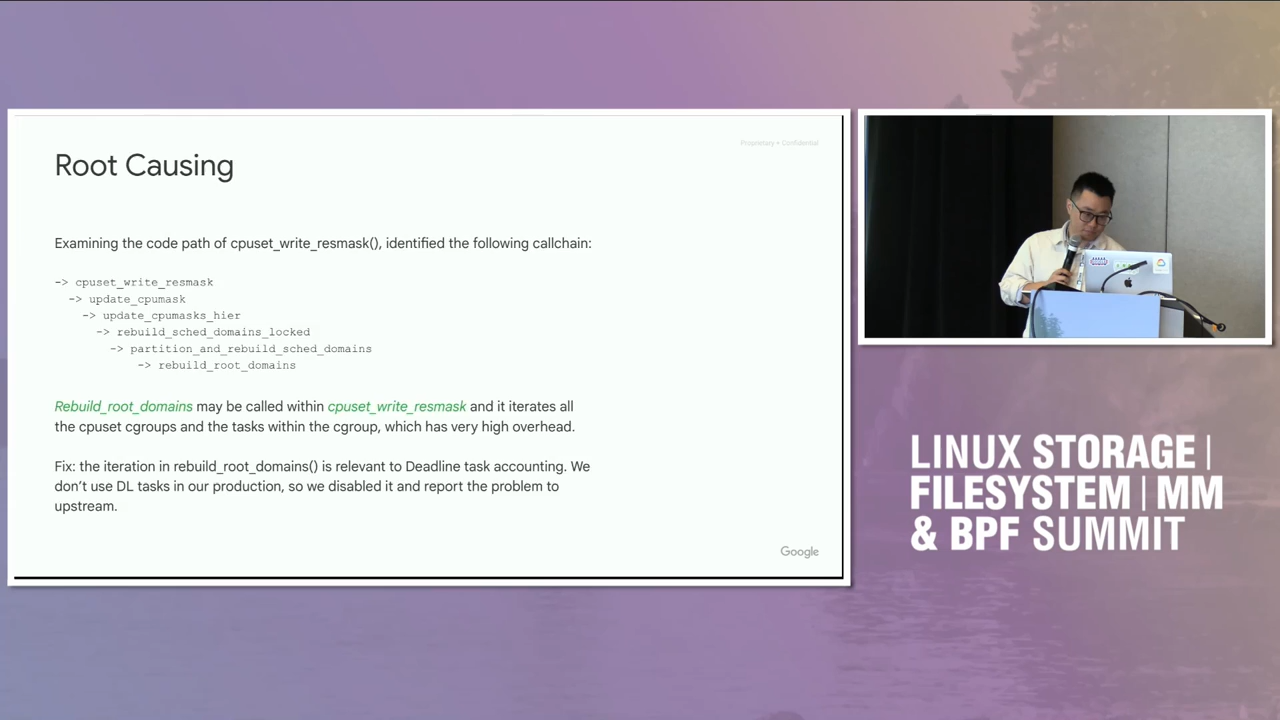 Proprietary + Confidential
Root Causing
Examining the code path of cpuset_write_resmask(), identified the following callchain:
-> cpuset_write_resmask
-> update_cpumask
-> update_cpumasks_hier
-> rebuild_sched_domains_locked
-> partition_and_rebuild_sched_domains
-> rebuild_root_domains
Rebuild_root_domains may be called within cpuset_write_resmask and it iterates all
the cpuset cgroups and the tasks within the cgroup, which has very high overhead.
Fix: the iteration in rebuild_root_domains() is relevant to Deadline task accounting. We
don't use DL tasks in our production, so we disabled it and report the problem to
upstream.
Google
LINUX STORAGE |
FILESYSTEM | MM
& BPF SUMMIT